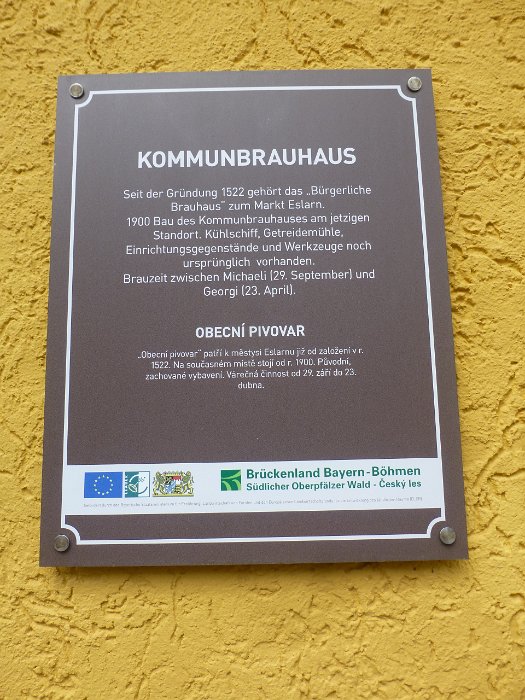 KOMMUNBRAUHAUS
Seit der Gründung 1522 gehört das „Bürgerliche
Brauhaus" zum Markt Eslarn.
1900 Bau des Kommunbrauhauses am jetzigen
Standort. Kühlschiff, Getreidemühle,
Einrichtungsgegenstände und Werkzeuge noch
ursprünglich vorhanden.
Brauzeit zwischen Michaeli (29. September) und
Georgi (23. April).
OBECNÍ PIVOVAR
„Obecní pivovar" patří k městysi Eslarnu již od založení v r.
1522. Na současném místě stojí od r. 1900. Původní,
zachované vybavení. Várečná činnost od 29. září do 23.
dubna.
Brückenland Bayern-Böhmen
Südlicher Oberpfälzer Wald - Český les